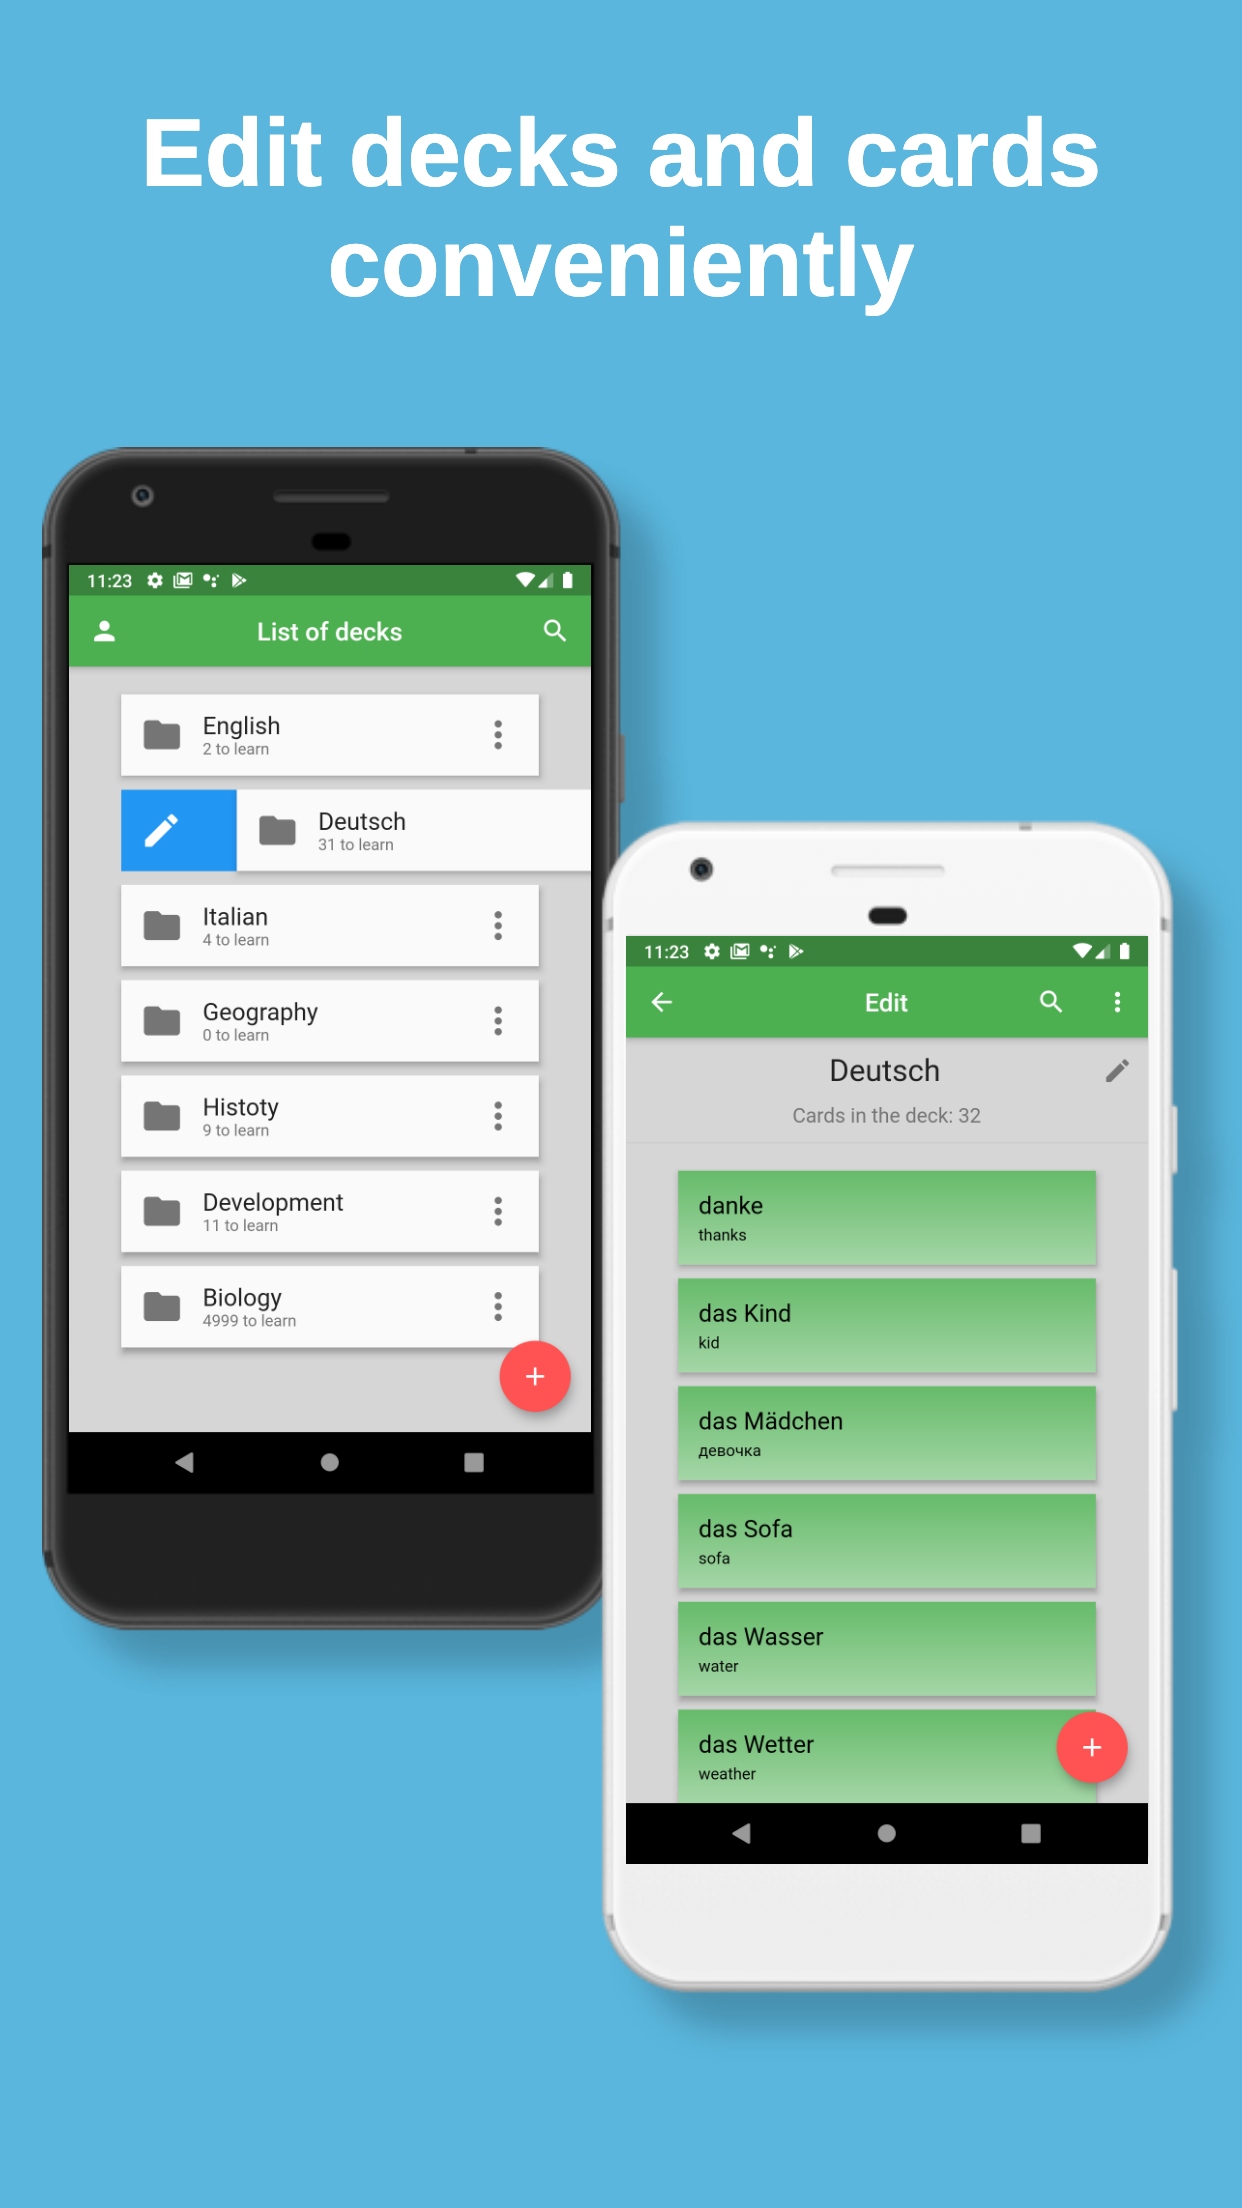 Edit decks and cards
conveniently
11:23
List of decks
English
2 to learn
Deutsch
31 to learn
Italian
4 to learn
Geography
0 to learn
Histoty
9 to learn
Development
11 to learn
Biology
4999 to learn
11:23
Edit
Deutsch
Cards in the deck: 32
danke
thanks
das Kind
kid
das Mädchen
девочка
das Sofa
sofa
das Wasser
water
das Wetter
weather